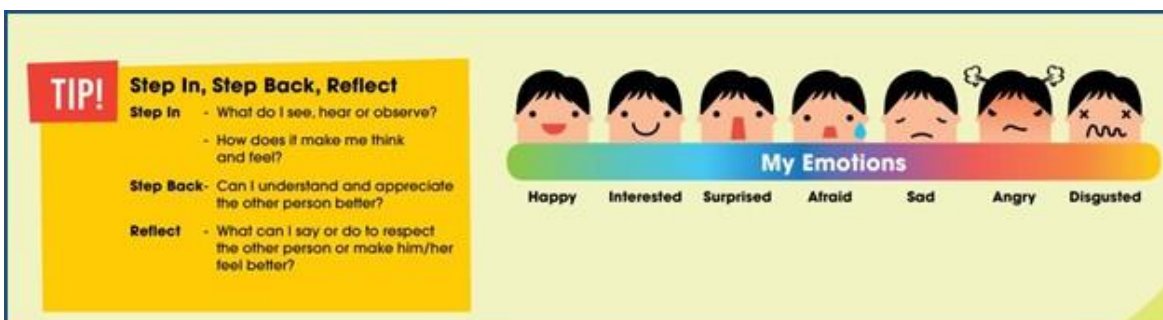 TIP!
Step In, Step Back, Reflect
Step In - What do I see, hear or observe?
- How does it make me think
and feel?
Step Back- Can I understand and appreciate
the other person better?
Reflect - What can I say or do to respect
the other person or make him/her
feel better?
My Emotions
Happy Interested Surprised Afraid Sad Angry Disgusted